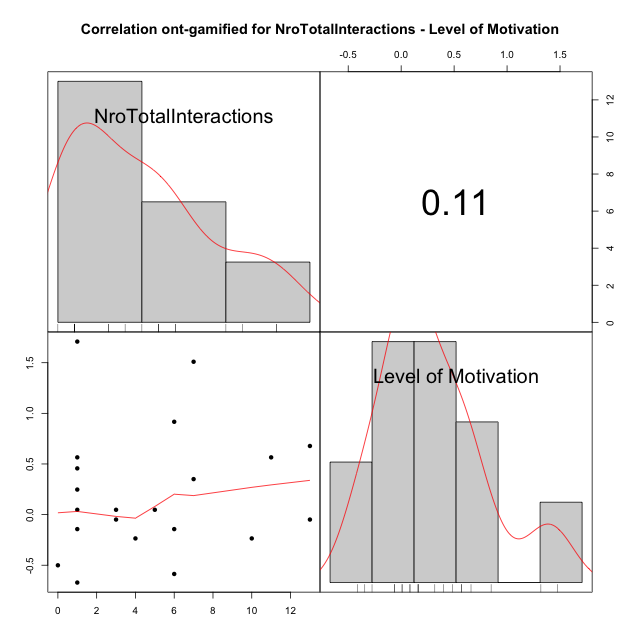 Correlation ont-gamified for NroTotalInteractions - Level of Motivation
-0.5 0.0 0.5 1.0 1.5
NroTotalInteractions
0.11
0 2 4 6 8 10 12
Level of Motivation
-0.5 0.0 0.5 1.0 1.5
0 2 4 6 8 10 12